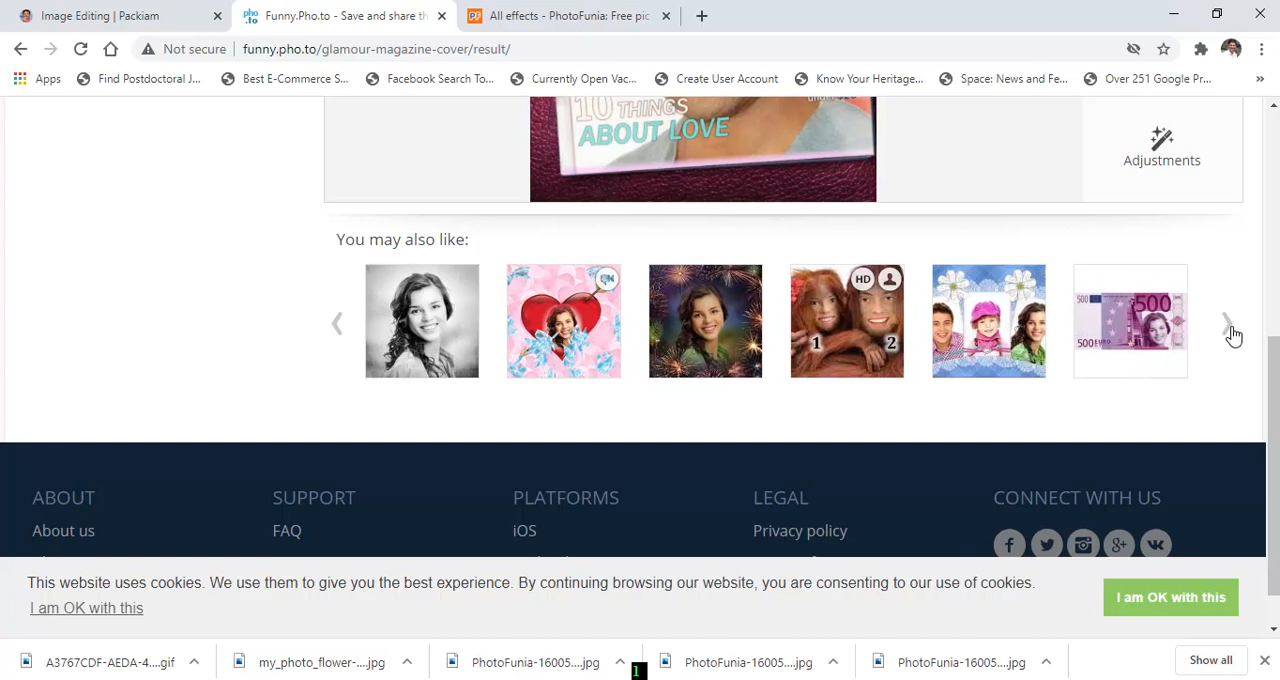 Image Editing | Packiam
Funny.Pho.to - Save and share th
All effects - PhotoFunia: Free pic
Not secure
funny.pho.to/glamour-magazine-cover/result/
Apps
Find Postdoctoral J...
Best E-Commerce S...
Facebook Search To...
Currently Open Vac...
Create User Account
Know Your Heritage...
Space: News and Fe...
Over 251 Google Pr...
10 THINGS
ABOUT LOVE
Adjustments
You may also like:
HD
1
2
500
500
500 EURO
ABOUT
SUPPORT
PLATFORMS
LEGAL
CONNECT WITH US
About us
FAQ
iOS
Privacy policy
This website uses cookies. We use them to give you the best experience. By continuing browsing our website, you are consenting to our use of cookies.
I am OK with this
I am OK with this
A3767CDF-AEDA-4....gif
my_photo_flower-...jpg
PhotoFunia-16005....jpg
PhotoFunia-16005....jpg
PhotoFunia-16005....jpg
Show all
1